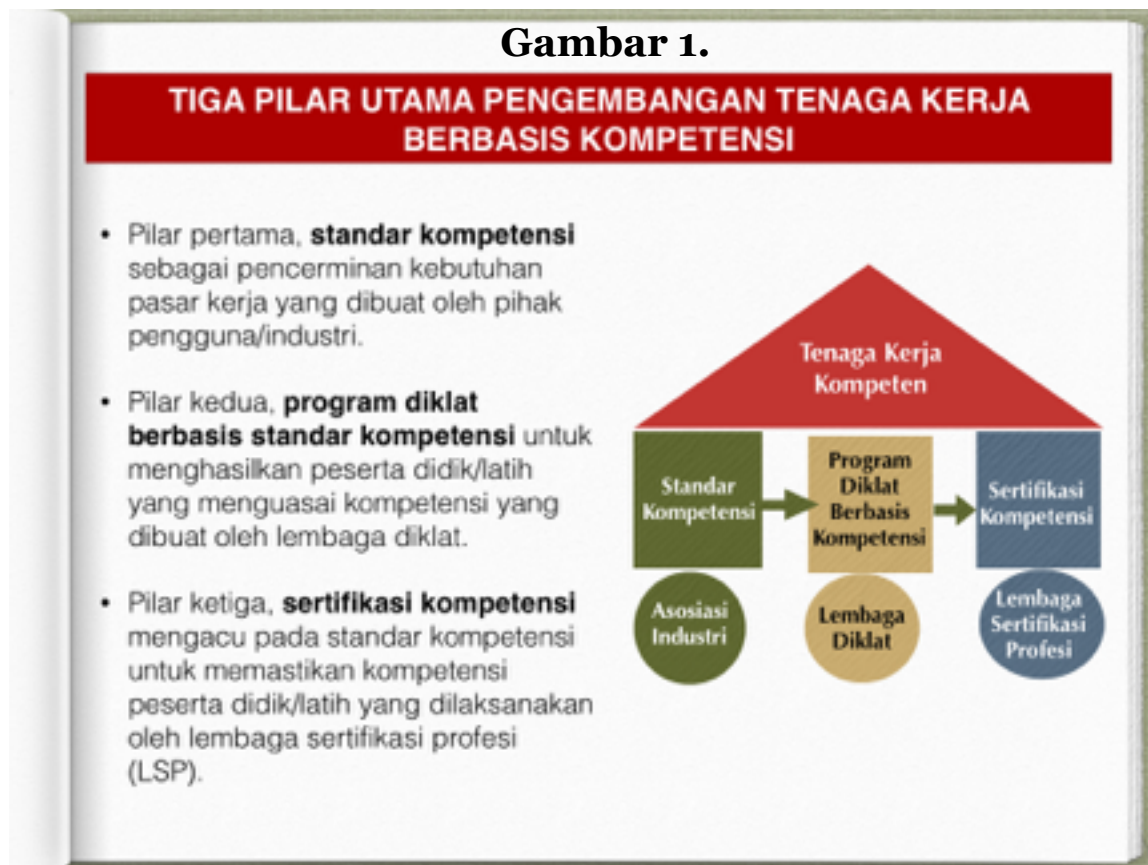 Gambar 1.
TIGA PILAR UTAMA PENGEMBANGAN TENAGA KERJA
BERBASIS KOMPETENSI
• Pilar pertama, standar kompetensi
sebagai pencerminan kebutuhan
pasar kerja yang dibuat oleh pihak
pengguna/industri.
• Pilar kedua, program diklat
berbasis standar kompetensi untuk
menghasilkan peserta didik/latih
yang menguasai kompetensi yang
dibuat oleh lembaga diklat.
• Pilar ketiga, sertifikasi kompetensi
mengacu pada standar kompetensi
untuk memastikan kompetensi
peserta didik/latih yang dilaksanakan
oleh lembaga sertifikasi profesi
(LSP).
Tenaga Kerja
Kompeten
Standar
Kompetensi
Program
Diklat
Berbasis
Kompetensi
Sertifikasi
Kompetensi
Asosiasi
Industri
Lembaga
Diklat
Lembaga
Sertifikasi
Profesi